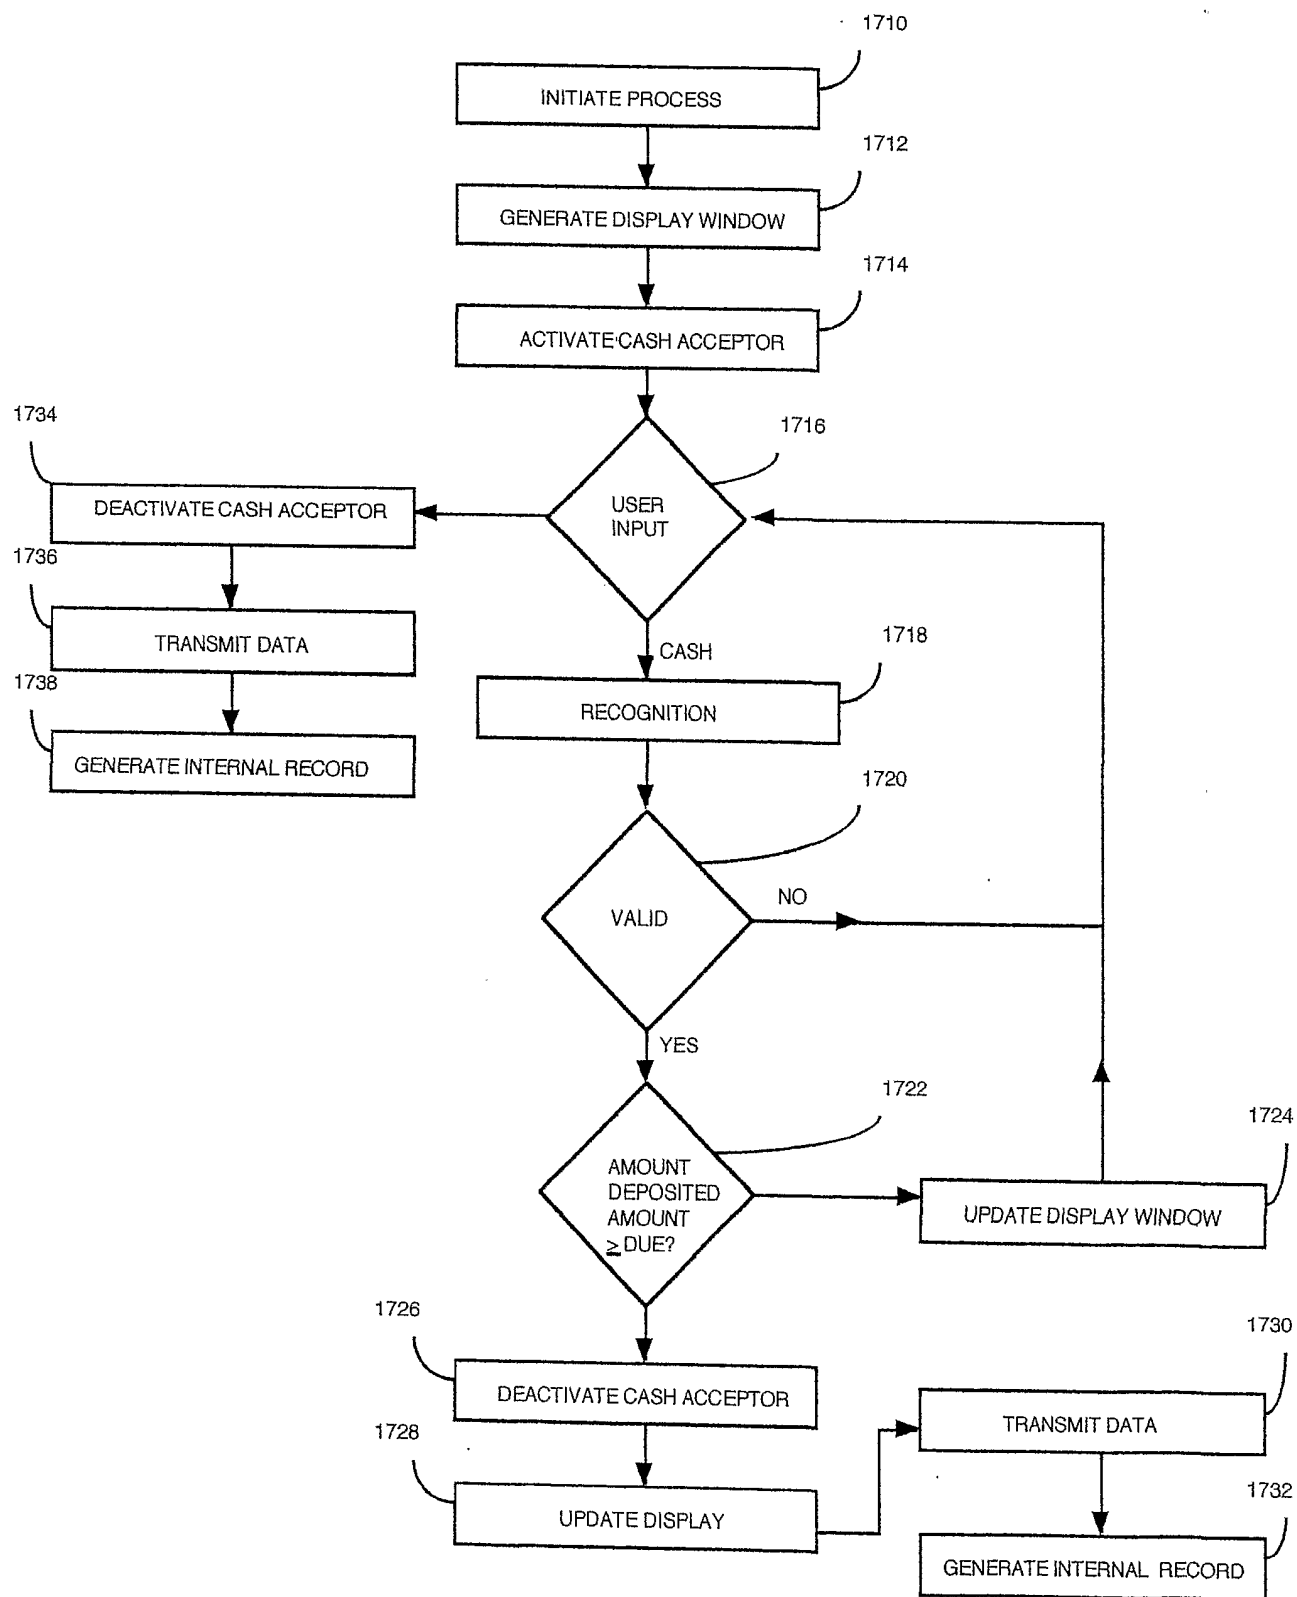 1710
INITIATE PROCESS
1712
GENERATE DISPLAY WINDOW
1714
ACTIVATE CASH ACCEPTOR
1734
1716
DEACTIVATE CASH ACCEPTOR
USER
INPUT
1736
TRANSMIT DATA
CASH
1718
1738
RECOGNITION
GENERATE INTERNAL RECORD
1720
VALID
NO
YES
1722
1724
AMOUNT
DEPOSITED
AMOUNT
≥ DUE?
UPDATE DISPLAY WINDOW
1726
1730
DEACTIVATE CASH ACCEPTOR
TRANSMIT DATA
1728
1732
UPDATE DISPLAY
GENERATE INTERNAL RECORD